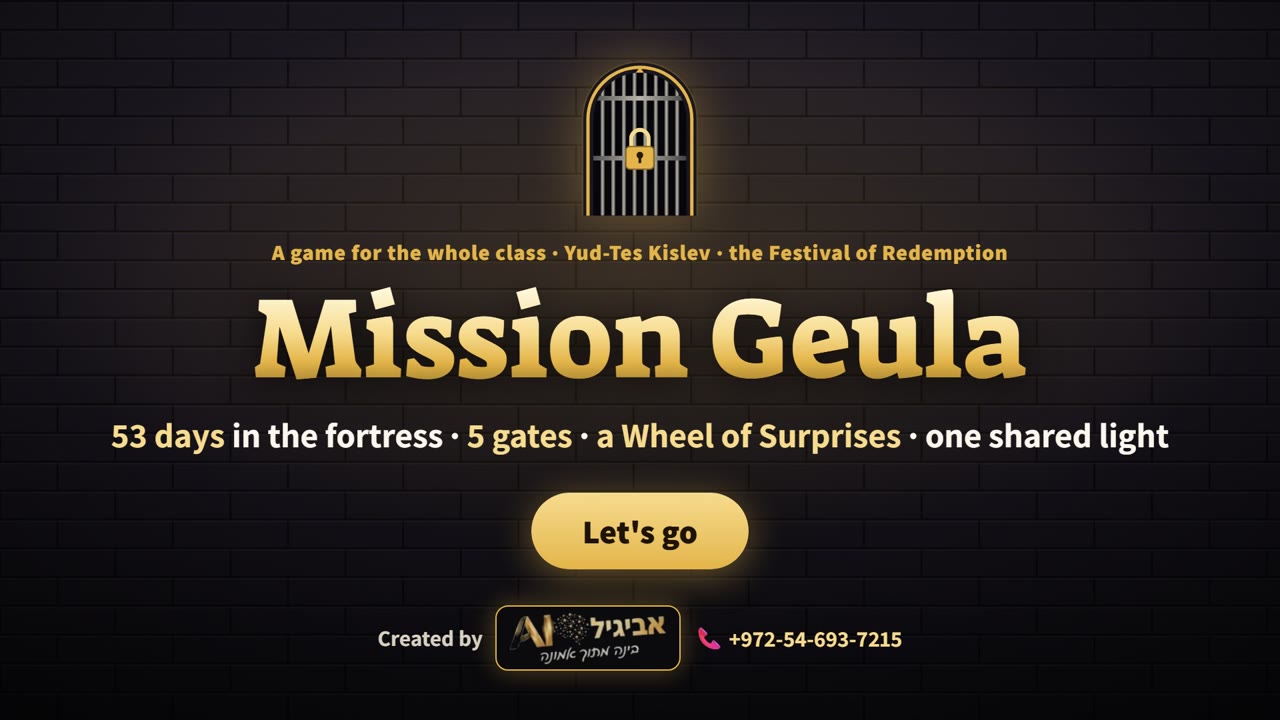 A game for the whole class · Yud-Tes Kislev · the Festival of Redemption
Mission Geula
53 days in the fortress · 5 gates · a Wheel of Surprises · one shared light
Let's go
Created by
אביגיל AI
בינה מתוך אמונה
+972-54-693-7215